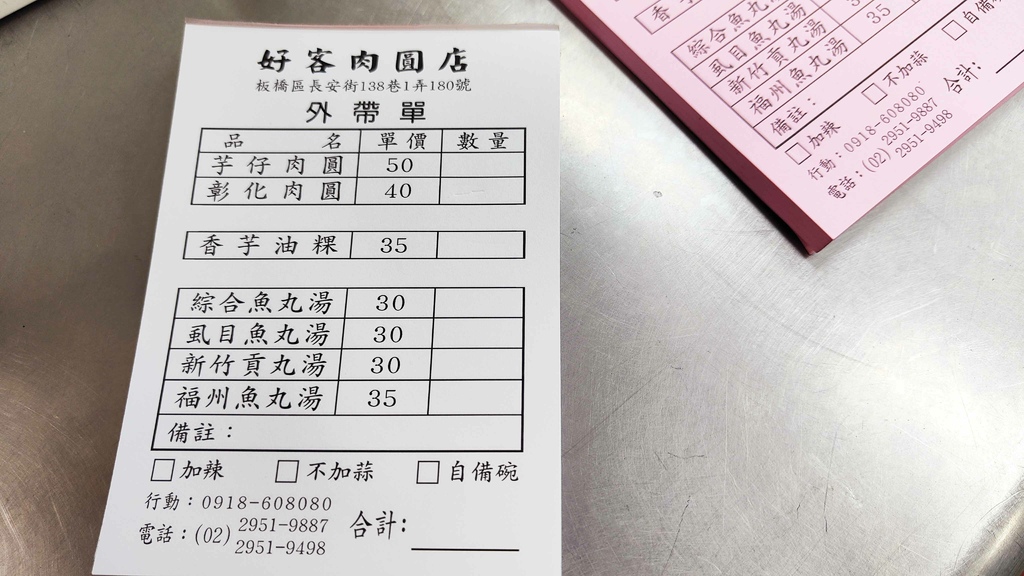 好客肉圓店
板橋區長安街138巷1弄180號
外帶單
品名 單價 數量
芋仔肉圓 50
彰化肉圓 40
香芋油粿 35
綜合魚丸湯 30
虱目魚丸湯 30
新竹貢丸湯 30
福州魚丸湯 35
備註：
□加辣 □不加蒜 □自備碗
行動：0918-608080
電話：(02) 2951-9887
2951-9498
合計:
香
綜合魚丸
虱目魚丸湯 35
新竹貢丸湯
福州魚丸湯
備註：
□加辣 □不加蒜 □自備碗
行動：0918-608080
電話：(02) 2951-9887
2951-9498
合計: